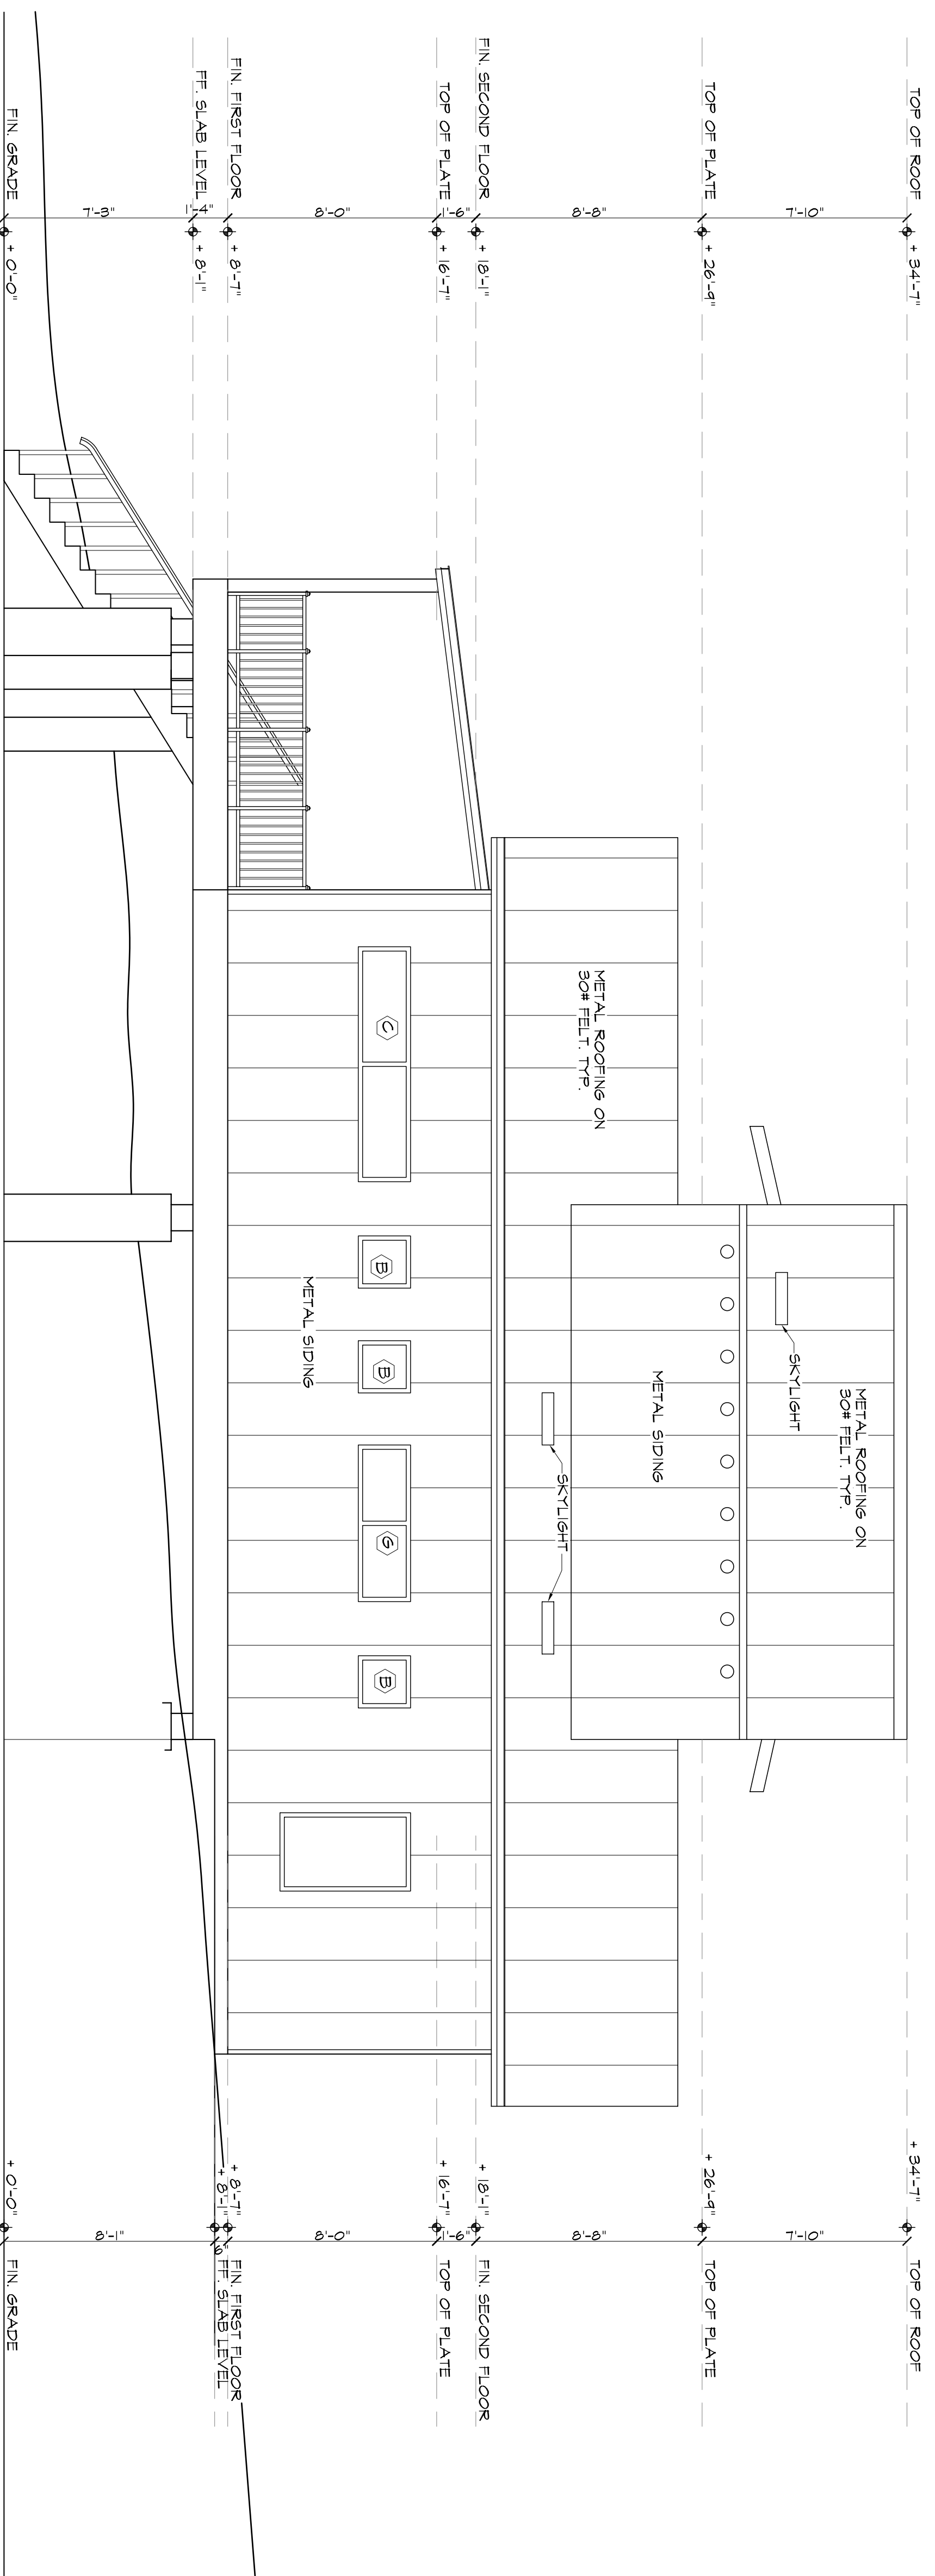 TOP OF ROOF
+ 34'-7"
7'-10"
TOP OF PLATE
+ 26'-9"
8'-8"
FIN. SECOND FLOOR
+ 18'-1"
1'-6"
TOP OF PLATE
+ 16'-7"
8'-0"
FIN. FIRST FLOOR
+ 8'-7"
1'-4"
FF. SLAB LEVEL
+ 8'-1"
7'-3"
FIN. GRADE
+ 0'-0"
METAL ROOFING ON
30# FELT. TYP.
SKYLIGHT
METAL SIDING
METAL ROOFING ON
30# FELT. TYP.
SKYLIGHT
C
B
B
G
B
METAL SIDING
+ 34'-7"
TOP OF ROOF
7'-10"
+ 26'-9"
TOP OF PLATE
8'-8"
+ 18'-1"
FIN. SECOND FLOOR
1'-6"
+ 16'-7"
TOP OF PLATE
8'-0"
+ 8'-7"
FIN. FIRST FLOOR
6"
+ 8'-1"
FF. SLAB LEVEL
8'-1"
+ 0'-0"
FIN. GRADE